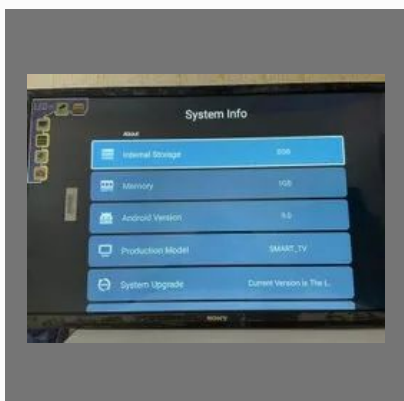 System Info
About
Internal Storage 8GB
Memory 1GB
Android Version 9.0
Production Model SMART_TV
System Upgrade Current Version is The L..
SONY